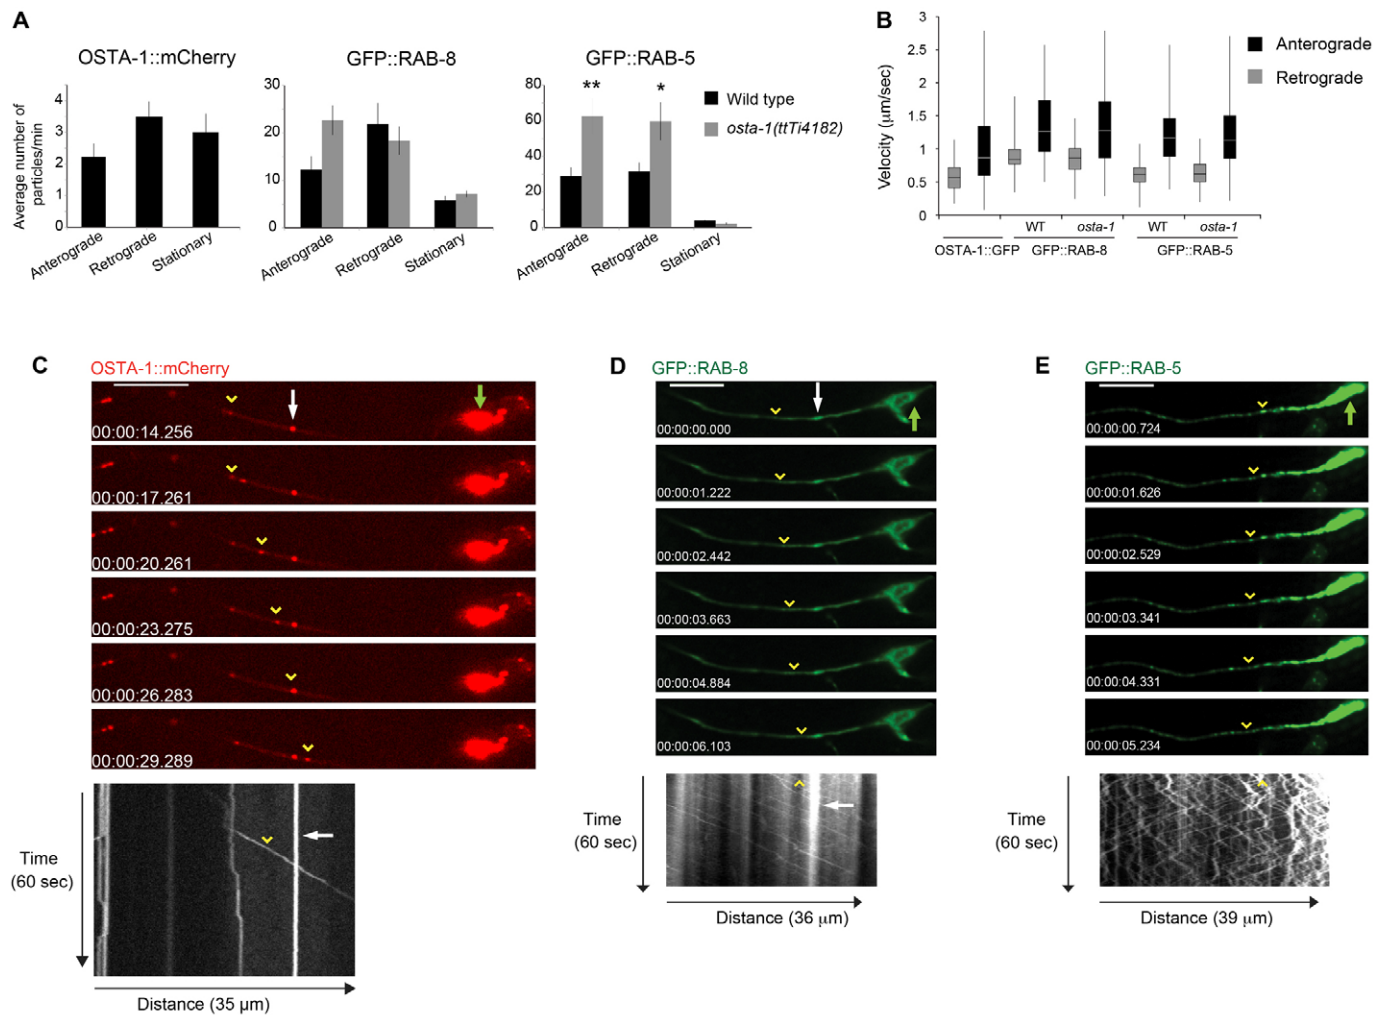 A
OSTA-1::mCherry
GFP::RAB-8
GFP::RAB-5
Average number of
particles/min
4
3
2
1
0
Anterograde
Retrograde
Stationary
30
20
10
0
Anterograde
Retrograde
Stationary
80
60
40
20
0
**
*
Anterograde
Retrograde
Stationary
Wild type
osta-1(ttTi4182)
B
Velocity (μm/sec)
3
2.5
2
1.5
1
0.5
0
Anterograde
Retrograde
WT
osta-1
WT
osta-1
OSTA-1::GFP
GFP::RAB-8
GFP::RAB-5
C
OSTA-1::mCherry
00:00:14.256
00:00:17.261
00:00:20.261
00:00:23.275
00:00:26.283
00:00:29.289
Time
(60 sec)
Distance (35 μm)
D
GFP::RAB-8
00:00:00.000
00:00:01.222
00:00:02.442
00:00:03.663
00:00:04.884
00:00:06.103
Time
(60 sec)
Distance (36 μm)
E
GFP::RAB-5
00:00:00.724
00:00:01.626
00:00:02.529
00:00:03.341
00:00:04.331
00:00:05.234
Time
(60 sec)
Distance (39 μm)